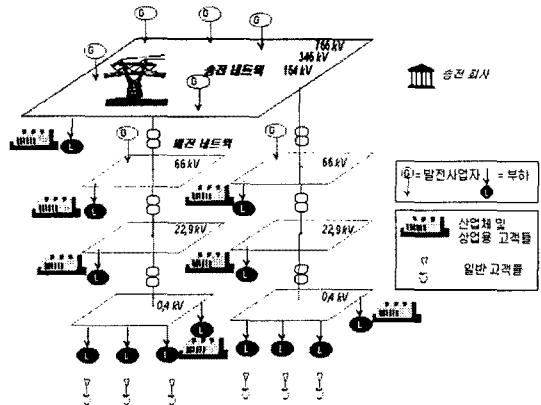 G
G
G
G
765 kV
345 kV
154 kV
송전 네트웍
G
송전 회사
L
G
배전 네트웍
G
66 kV
66 kV
G = 발전사업자
= 부하
L
L
L
산업체 및
상업용 고객들
22,9 kV
22,9 kV
L
L
일반 고객들
0,4 kV
0,4 kV
L
L
L
L
L
L
L
L